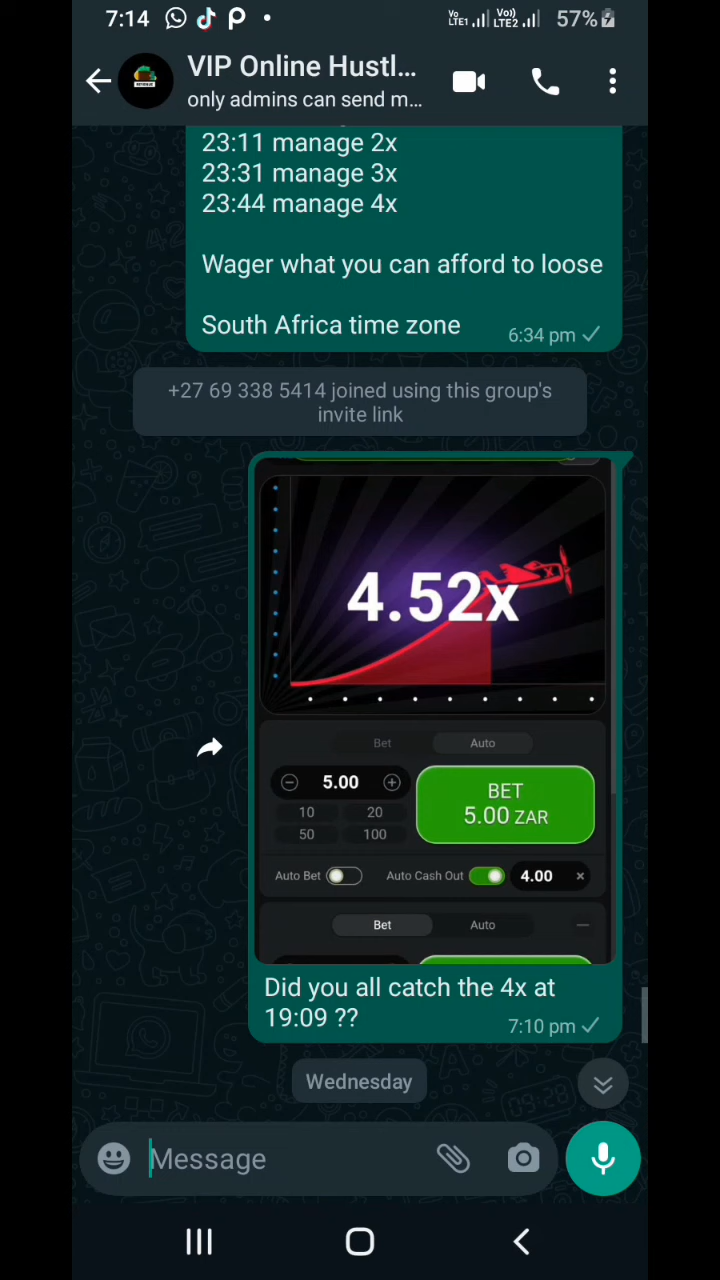 7:14
Vo LTE1 Vo)) LTE2 57%
VIP Online Hustl...
only admins can send m...
23:11 manage 2x
23:31 manage 3x
23:44 manage 4x
Wager what you can afford to loose
South Africa time zone
6:34 pm
+27 69 338 5414 joined using this group's
invite link
4.52x
Bet Auto
5.00
BET
5.00 ZAR
10 20
50 100
Auto Bet Auto Cash Out 4.00 ×
Bet Auto
Did you all catch the 4x at
19:09 ??
7:10 pm
Wednesday
Message